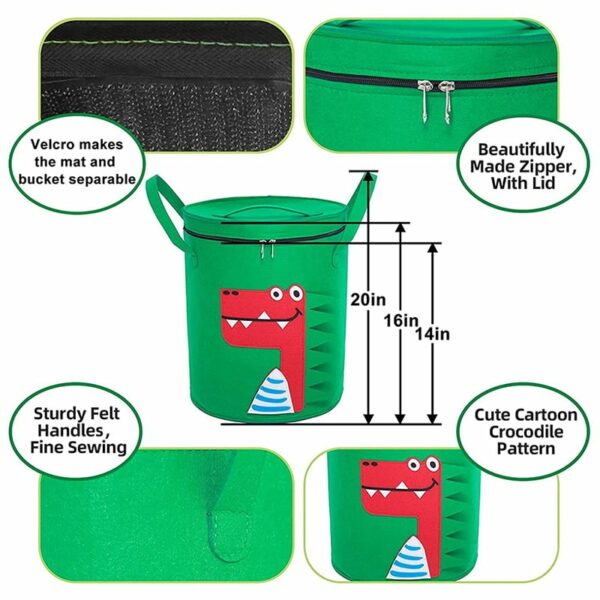 Velcro makes
the mat and
bucket separable
Beautifully
Made Zipper,
With Lid
20in
16in
14in
Sturdy Felt
Handles,
Fine Sewing
Cute Cartoon
Crocodile
Pattern